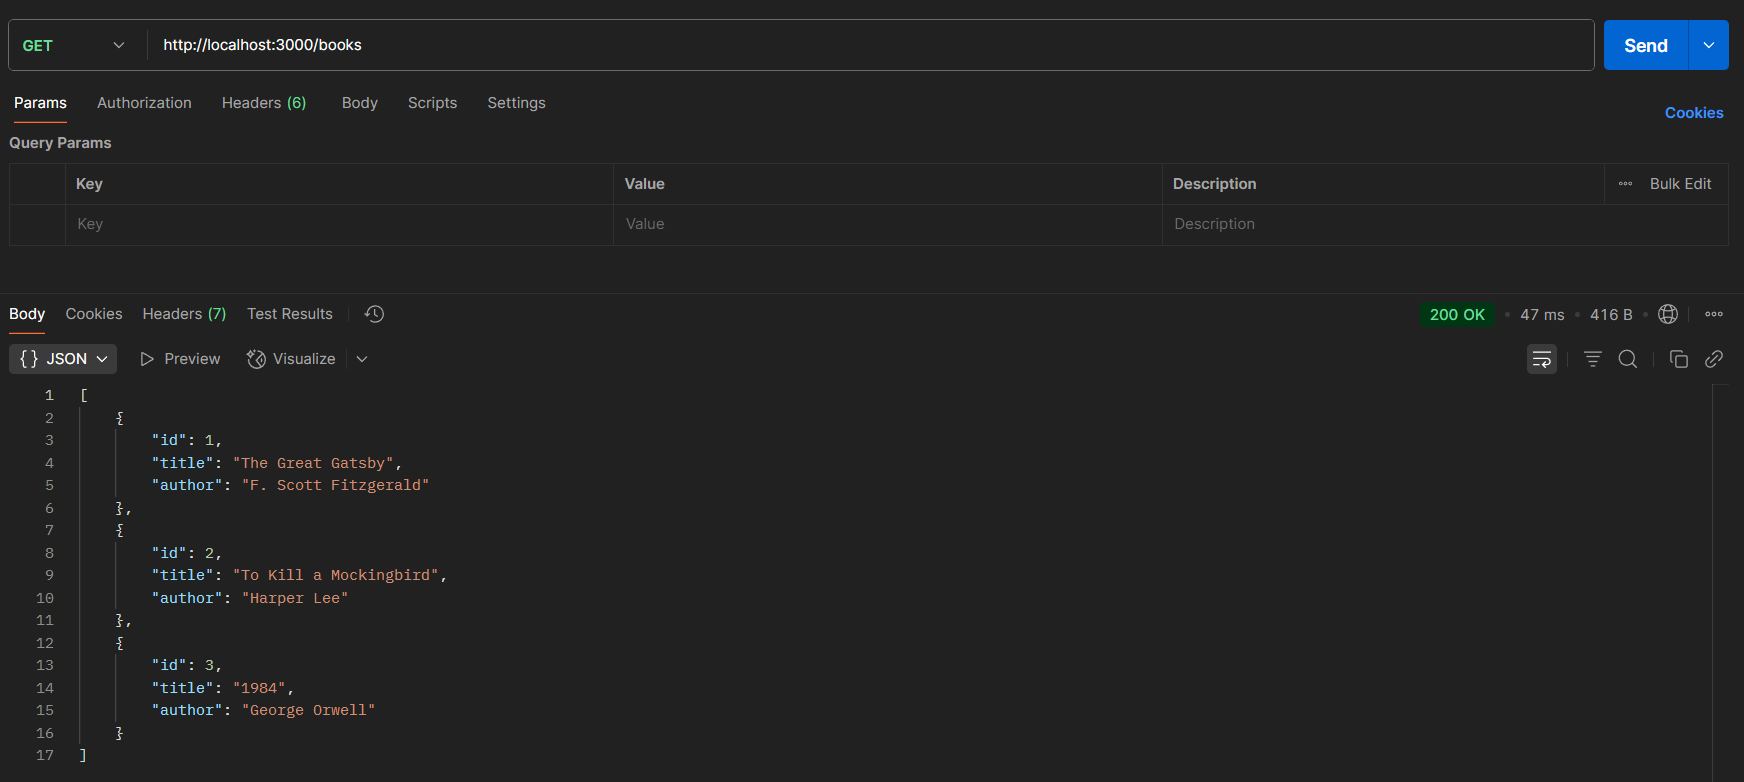 GET http://localhost:3000/books Send
Params Authorization Headers (6) Body Scripts Settings Cookies
Query Params
Key Value Description Bulk Edit
Key Value Description
Body Cookies Headers (7) Test Results 200 OK • 47 ms • 416 B
{} JSON Preview Visualize
1 [
2 {
3 "id": 1,
4 "title": "The Great Gatsby",
5 "author": "F. Scott Fitzgerald"
6 },
7 {
8 "id": 2,
9 "title": "To Kill a Mockingbird",
10 "author": "Harper Lee"
11 },
12 {
13 "id": 3,
14 "title": "1984",
15 "author": "George Orwell"
16 }
17 ]